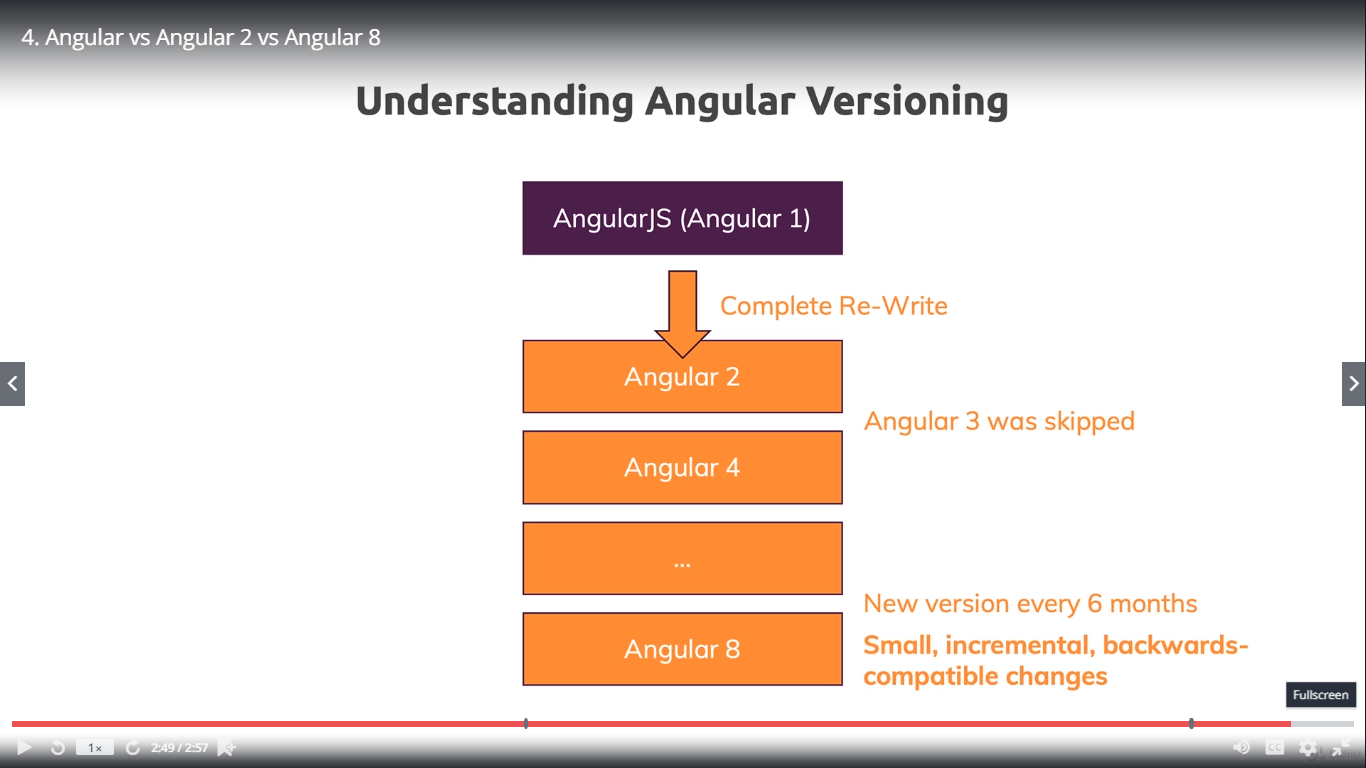 4. Angular vs Angular 2 vs Angular 8
Understanding Angular Versioning
AngularJS (Angular 1)
Complete Re-Write
Angular 2
Angular 3 was skipped
Angular 4
...
New version every 6 months
Angular 8
Small, incremental, backwards-
compatible changes
Fullscreen
1x
2:49 / 2:57
CC